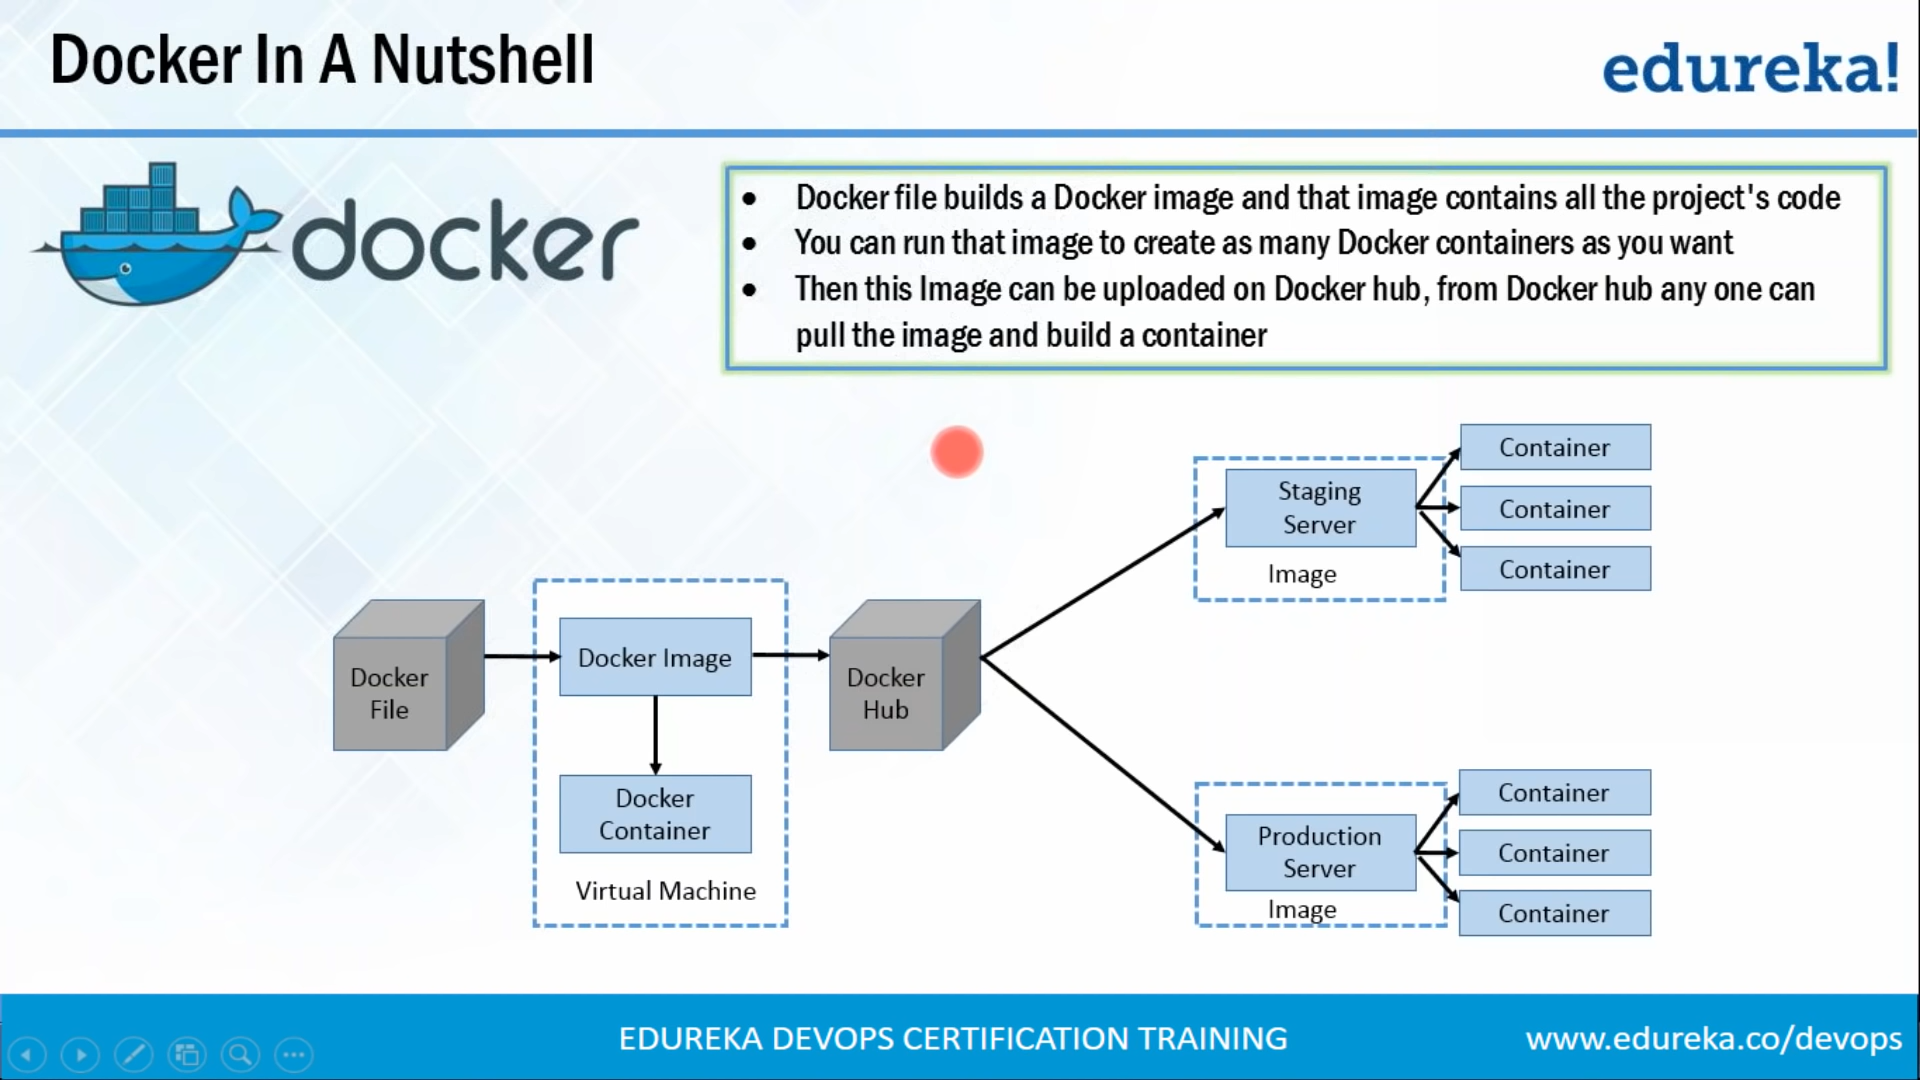 Docker In A Nutshell
edureka!
docker
• Docker file builds a Docker image and that image contains all the project's code
• You can run that image to create as many Docker containers as you want
• Then this Image can be uploaded on Docker hub, from Docker hub any one can
pull the image and build a container
Docker
File
Docker Image
Docker
Container
Virtual Machine
Docker
Hub
Staging
Server
Image
Container
Container
Container
Production
Server
Image
Container
Container
Container
EDUREKA DEVOPS CERTIFICATION TRAINING
www.edureka.co/devops